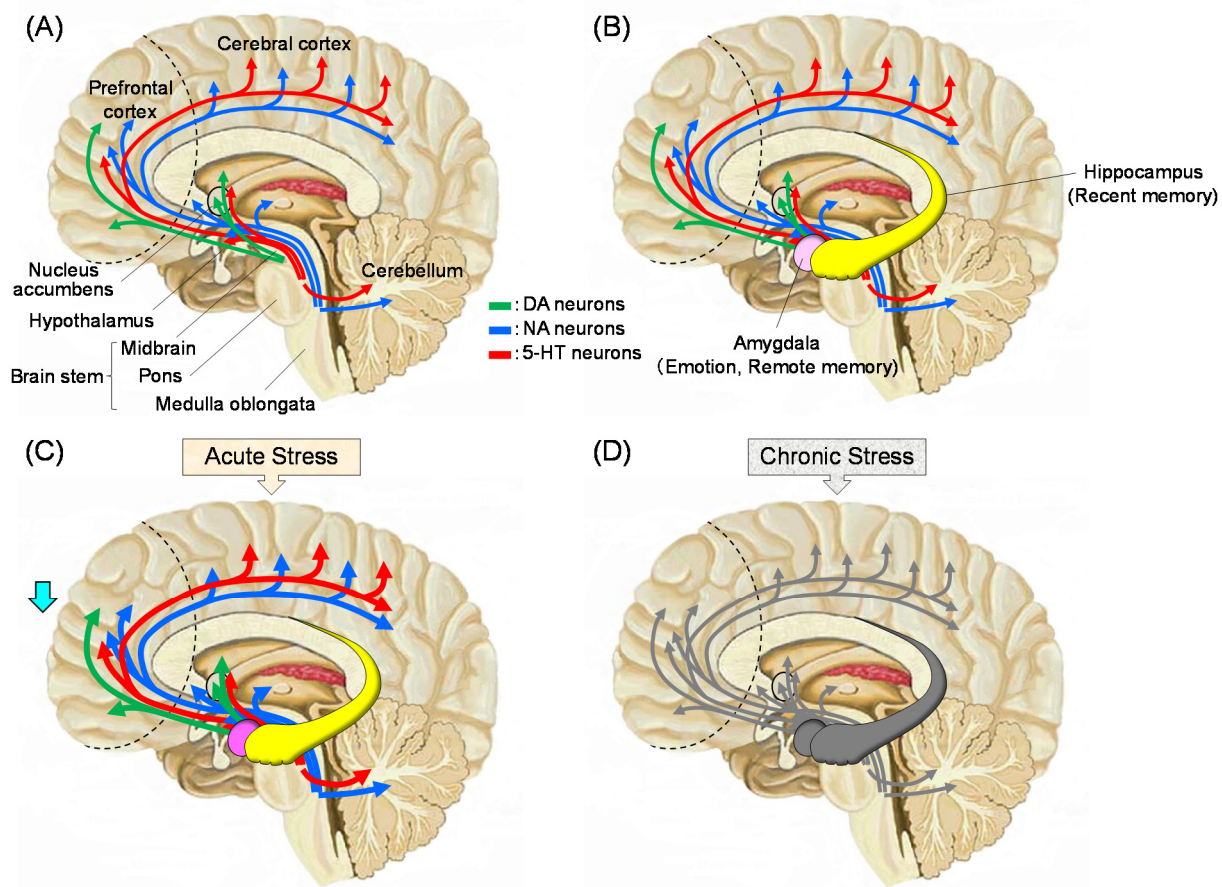 (A)
Cerebral cortex
Prefrontal
cortex
Nucleus
accumbens
Cerebellum
Hypothalamus
Midbrain
Brain stem
Pons
Medulla oblongata
: DA neurons
: NA neurons
: 5-HT neurons
(B)
Hippocampus
(Recent memory)
Amygdala
(Emotion, Remote memory)
(C)
Acute Stress
(D)
Chronic Stress